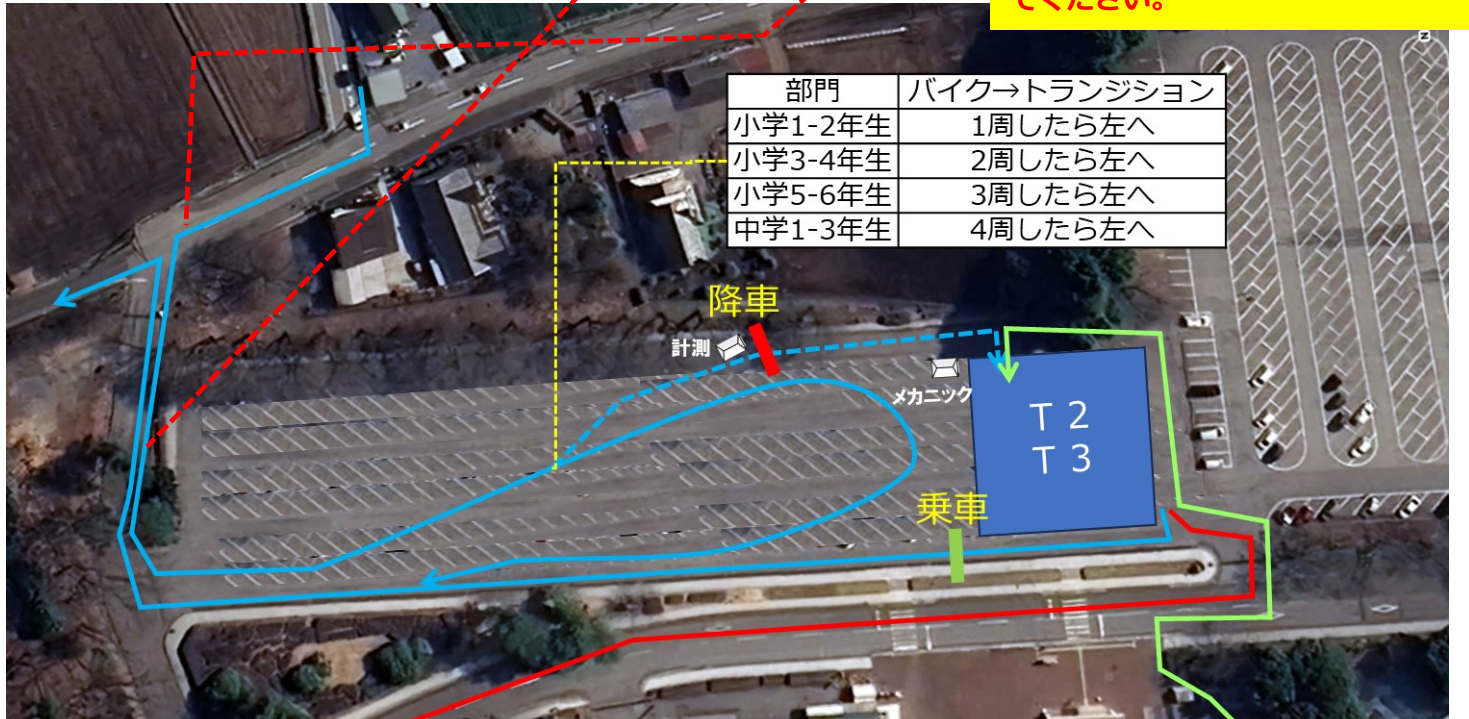 てください。
部門 バイク→トランジション
小学1-2年生 1周したら左へ
小学3-4年生 2周したら左へ
小学5-6年生 3周したら左へ
中学1-3年生 4周したら左へ
降車
計測
メカニック
T 2
T 3
乗車